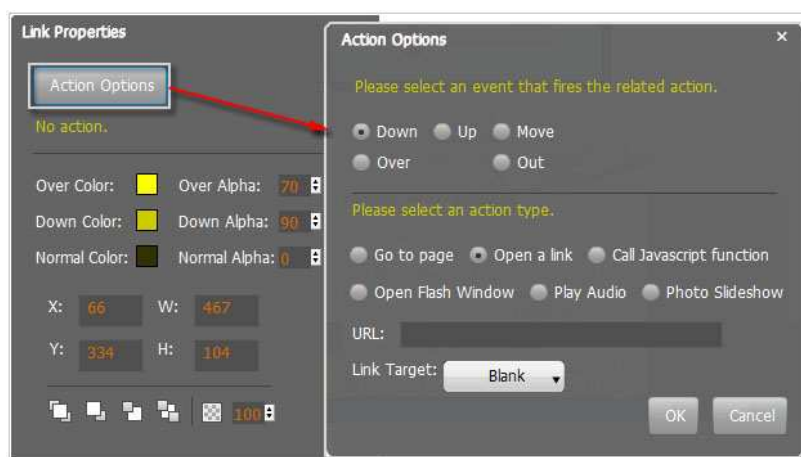 Link Properties
Action Options
No action.
Over Color: Over Alpha: 70
Down Color: Down Alpha: 90
Normal Color: Normal Alpha: 0
X: 66 W: 467
Y: 334 H: 104
100
Action Options ×
Please select an event that fires the related action.
Down Up Move
Over Out
Please select an action type.
Go to page Open a link Call Javascript function
Open Flash Window Play Audio Photo Slideshow
URL:
Link Target: Blank
OK Cancel